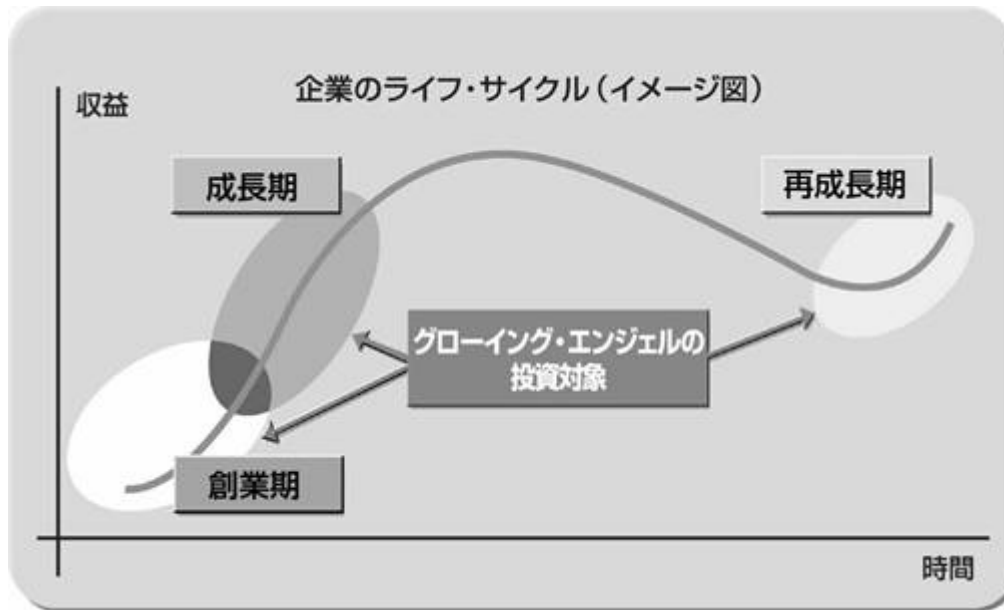 企業のライフ・サイクル（イメージ図）
収益
成長期
再成長期
グローイング・エンジェルの
投資対象
創業期
時間